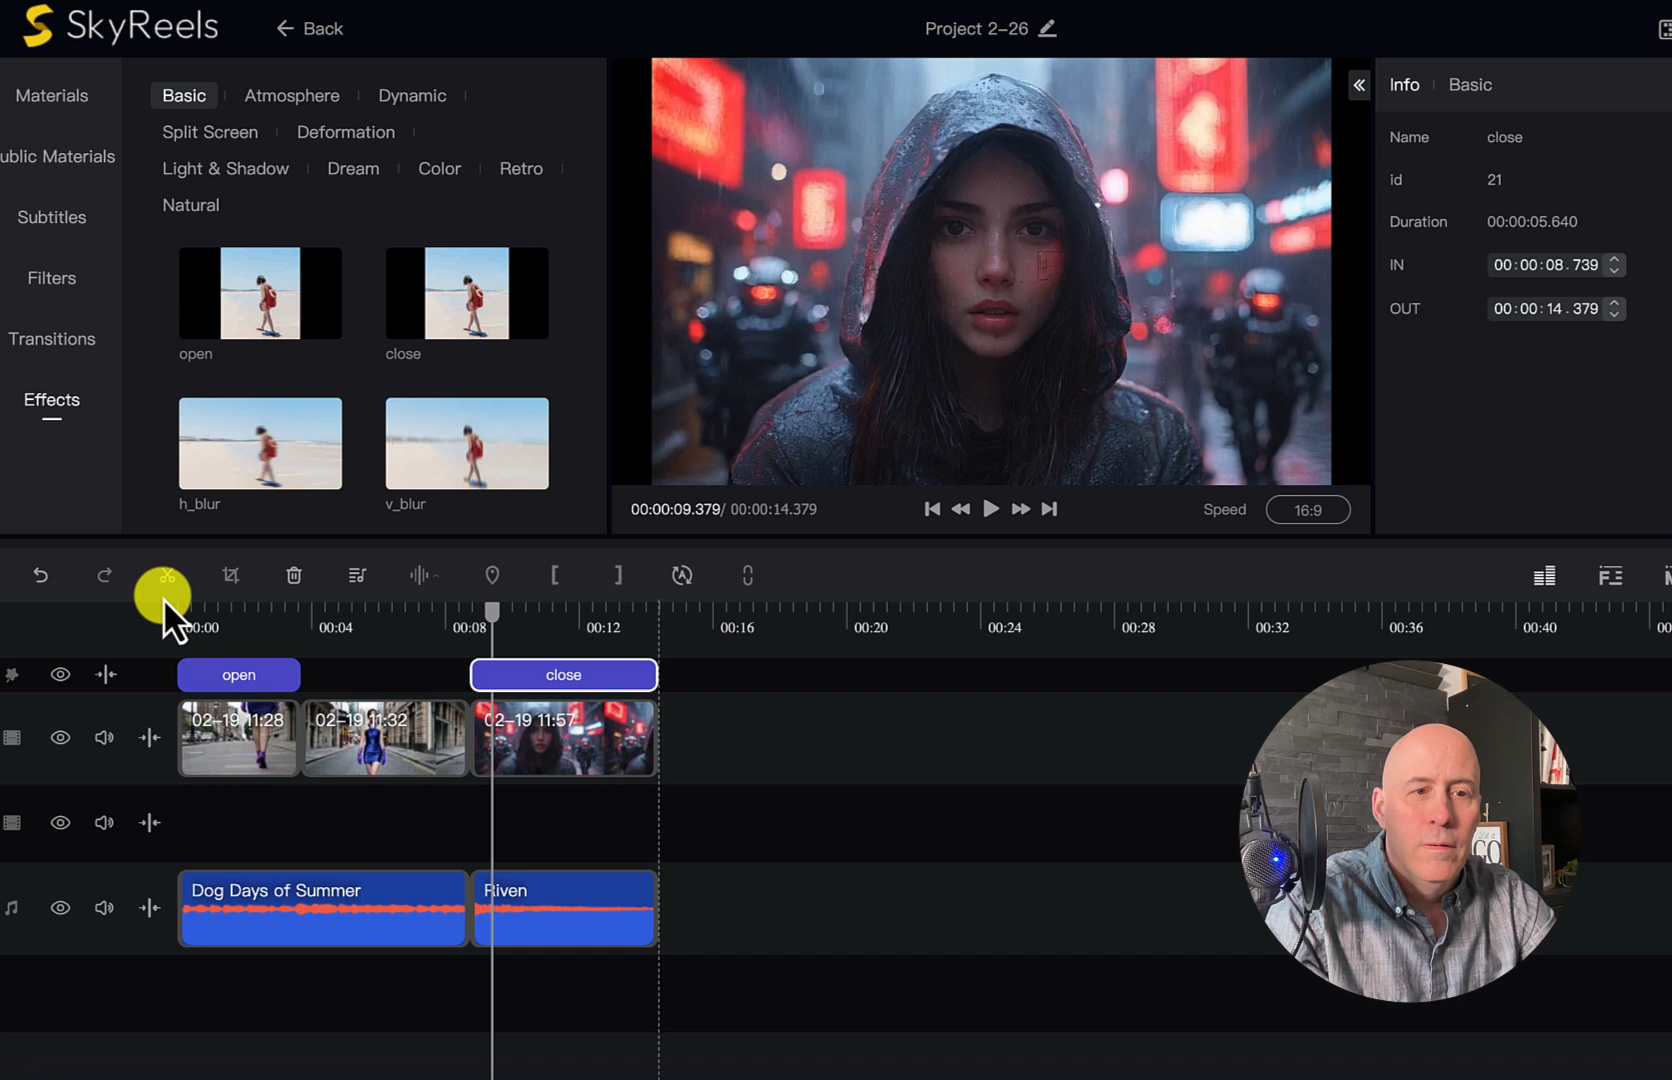 SkyReels
Back
Project 2-26
Materials
ublic Materials
Subtitles
Filters
Transitions
Effects
Basic
Atmosphere
Dynamic
Split Screen
Deformation
Light & Shadow
Dream
Color
Retro
Natural
open
close
h_blur
v_blur
00:00:09.379/ 00:00:14.379
Speed
16:9
Info
Basic
Name close
id 21
Duration 00:00:05.640
IN 00:00:08.739
OUT 00:00:14.379
00:00
00:04
00:08
00:12
00:16
00:20
00:24
00:28
00:32
00:36
00:40
00
open
close
02-19 11:28
02-19 11:32
02-19 11:57
Dog Days of Summer
Riven
GO